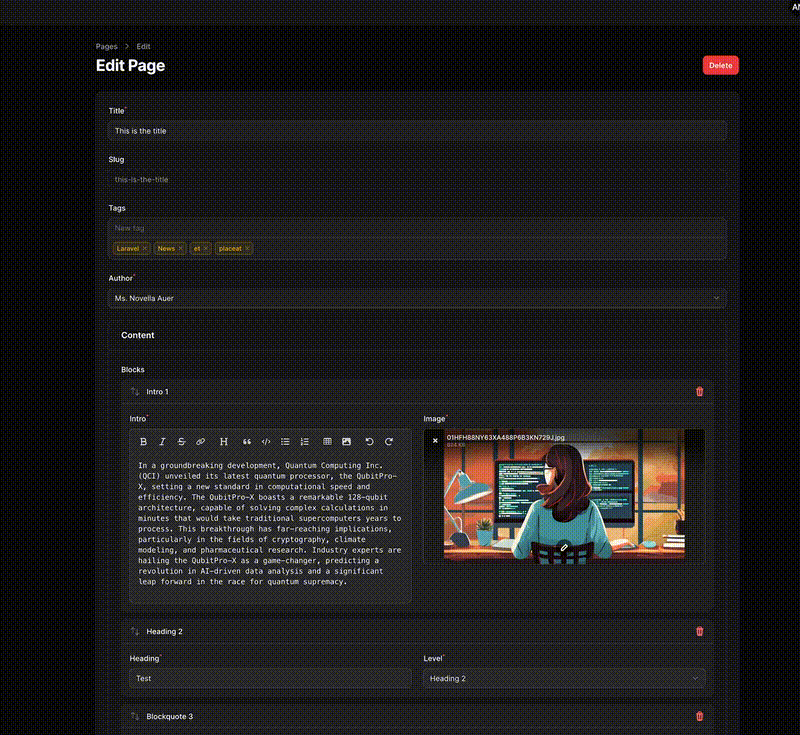 AN
Pages > Edit
Edit Page
Delete
Title*
This is the title
Slug
this-is-the-title
Tags
New tag
Laravel × News × et × placeat ×
Author*
Ms. Novella Auer
Content
Blocks
Intro 1
Intro*
Image*
01HFH88NY63XA488P6B3KN729J.jpg
In a groundbreaking development, Quantum Computing Inc.
(QCI) unveiled its latest quantum processor, the QubitPro-
X, setting a new standard in computational speed and
efficiency. The QubitPro-X boasts a remarkable 128-qubit
architecture, capable of solving complex calculations in
minutes that would take traditional supercomputers years to
process. This breakthrough has far-reaching implications,
particularly in the fields of cryptography, climate
modeling, and pharmaceutical research. Industry experts are
hailing the QubitPro-X as a game-changer, predicting a
revolution in AI-driven data analysis and a significant
leap forward in the race for quantum supremacy.
Heading 2
Heading*
Level*
Test
Heading 2
Blockquote 3